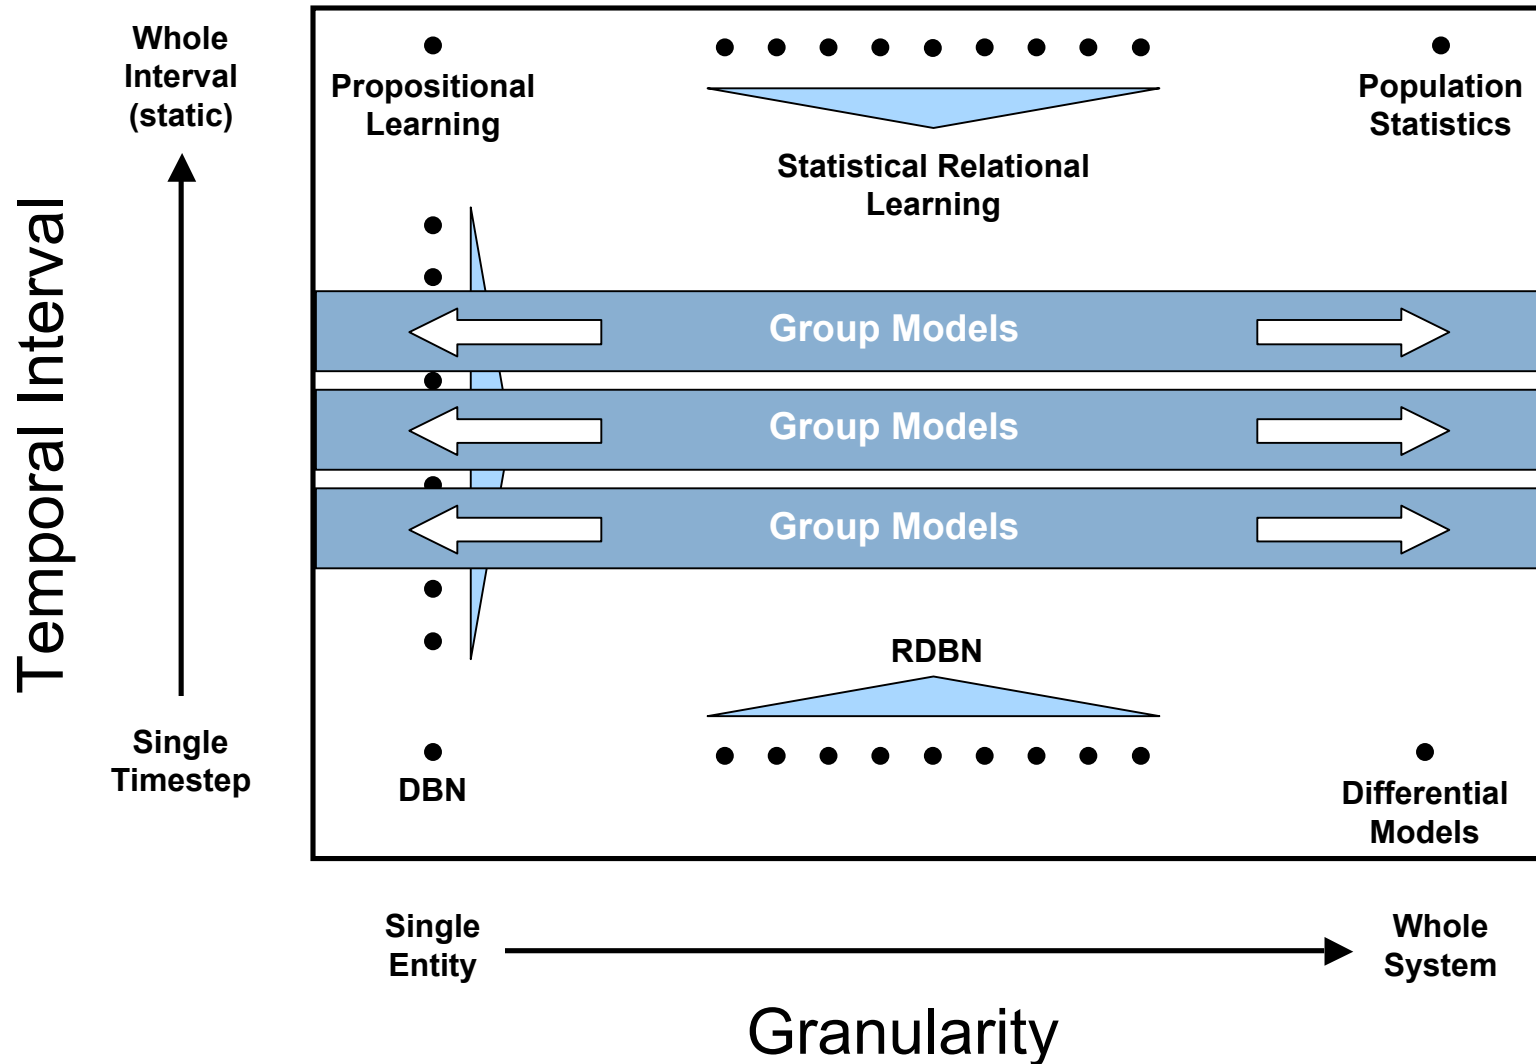 Whole
Interval
(static)
Propositional
Learning
Population
Statistics
Statistical Relational
Learning
Temporal Interval
Group Models
Group Models
Group Models
RDBN
Single
Timestep
DBN
Differential
Models
Single
Entity
Whole
System
Granularity